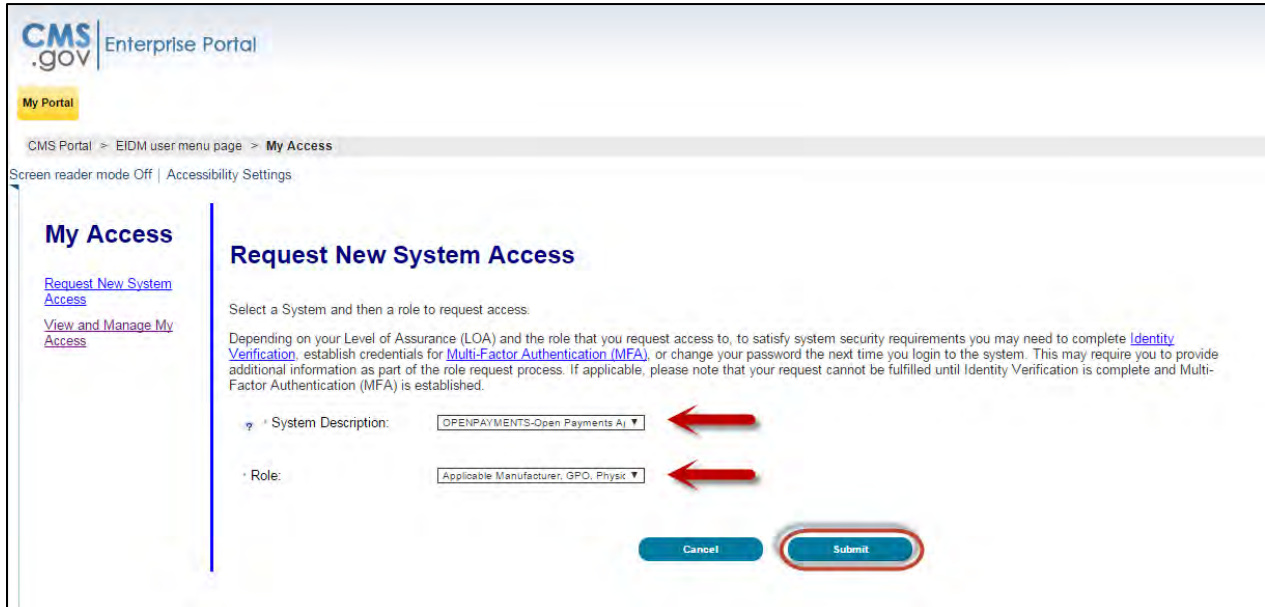 CMS
.gov
Enterprise Portal
My Portal
CMS Portal > EIDM user menu page > My Access
Screen reader mode Off | Accessibility Settings
My Access
Request New System
Access
View and Manage My
Access
Request New System Access
Select a System and then a role to request access.
Depending on your Level of Assurance (LOA) and the role that you request access to, to satisfy system security requirements you may need to complete Identity
Verification, establish credentials for Multi-Factor Authentication (MFA), or change your password the next time you login to the system. This may require you to provide
additional information as part of the role request process. If applicable, please note that your request cannot be fulfilled until Identity Verification is complete and Multi-
Factor Authentication (MFA) is established.
? * System Description: OPENPAYMENTS-Open Payments A
* Role: Applicable Manufacturer, GPO, Physic
Cancel Submit